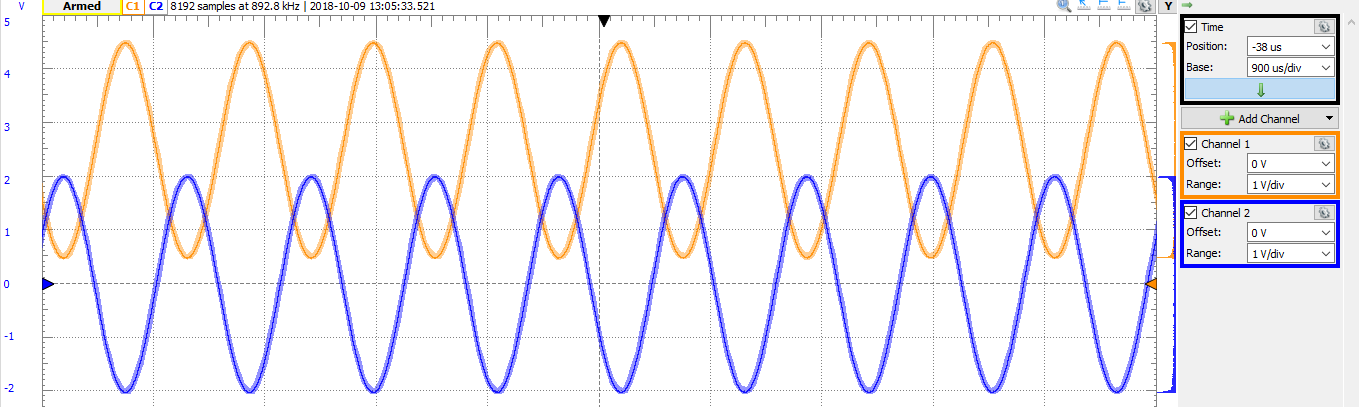 V Armed C1 C2 8192 samples at 892.8 kHz | 2018-10-09 13:05:33.521 Y
5
4
3
2
1
0
-1
-2
Time
Position: -38 us
Base: 900 us/div
Add Channel
Channel 1
Offset: 0 V
Range: 1 V/div
Channel 2
Offset: 0 V
Range: 1 V/div